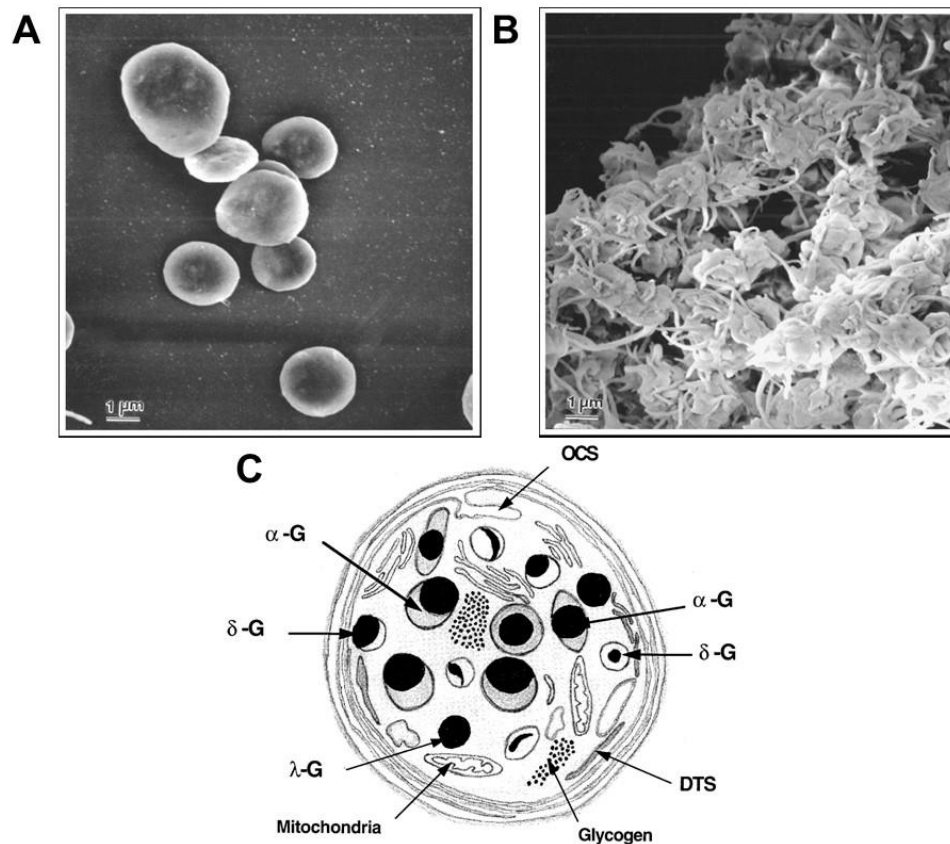 A
B
1 μm
1 μm
C
OCS
α-G
α-G
δ-G
δ-G
λ-G
DTS
Mitochondria
Glycogen